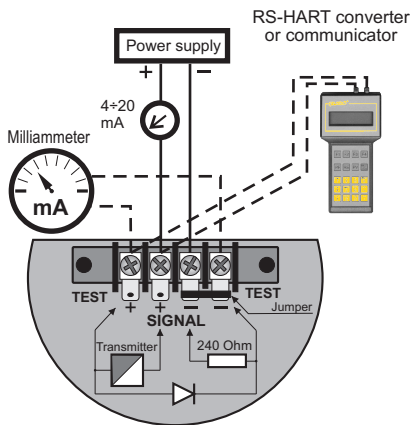 RS-HART converter
or communicator
Power supply
+
−
4÷20
mA
Milliammeter
mA
TEST
+
+
−
−
TEST
SIGNAL
Jumper
Transmitter
240 Ohm